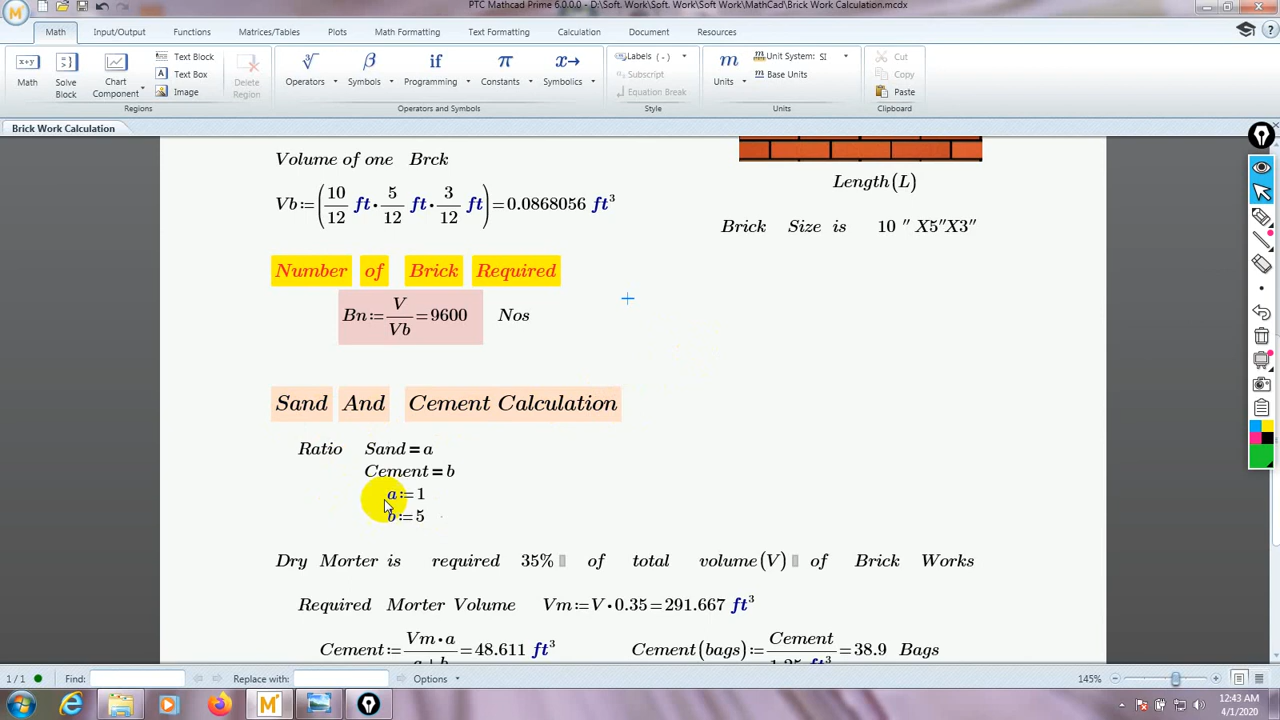 PTC Mathcad Prime 6.0.0.0 - D:\Soft. Work\Soft. Work\Soft Work\MathCad\Brick Work Calculation.mcdx
Math Input/Output Functions Matrices/Tables Plots Math Formatting Text Formatting Calculation Document Resources
Math Solve Block Chart Component Text Block Text Box Image Delete Region Operators Symbols Programming Constants Symbolics Labels ( - ) Subscript Equation Break Units Unit System: SI Base Units Cut Copy Paste
Regions Operators and Symbols Style Units Clipboard
Brick Work Calculation
Volume of one Brck
Length(L)
Vb:=(10/12 ft·5/12 ft·3/12 ft)=0.0868056 ft³
Brick Size is 10 " X5"X3"
Number of Brick Required
Bn:=V/Vb=9600 Nos
Sand And Cement Calculation
Ratio Sand=a
Cement=b
a:=1
b:=5
Dry Morter is required 35% of total volume(V) of Brick Works
Required Morter Volume Vm:=V·0.35=291.667 ft³
Cement:=Vm·a/a+b=48.611 ft³ Cement(bags):=Cement/1.25 ft³=38.9 Bags
1/1 Find: Replace with: Options 145%
12:43 AM
4/1/2020